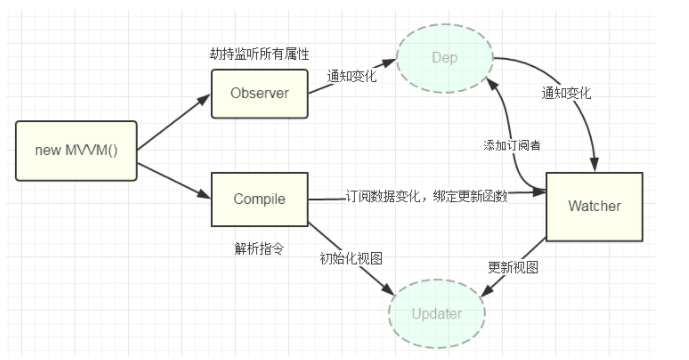 劫持监听所有属性
Dep
Observer
通知变化
通知变化
new MVVM()
添加订阅者
Compile
订阅数据变化，绑定更新函数
Watcher
解析指令
初始化视图
更新视图
Updater